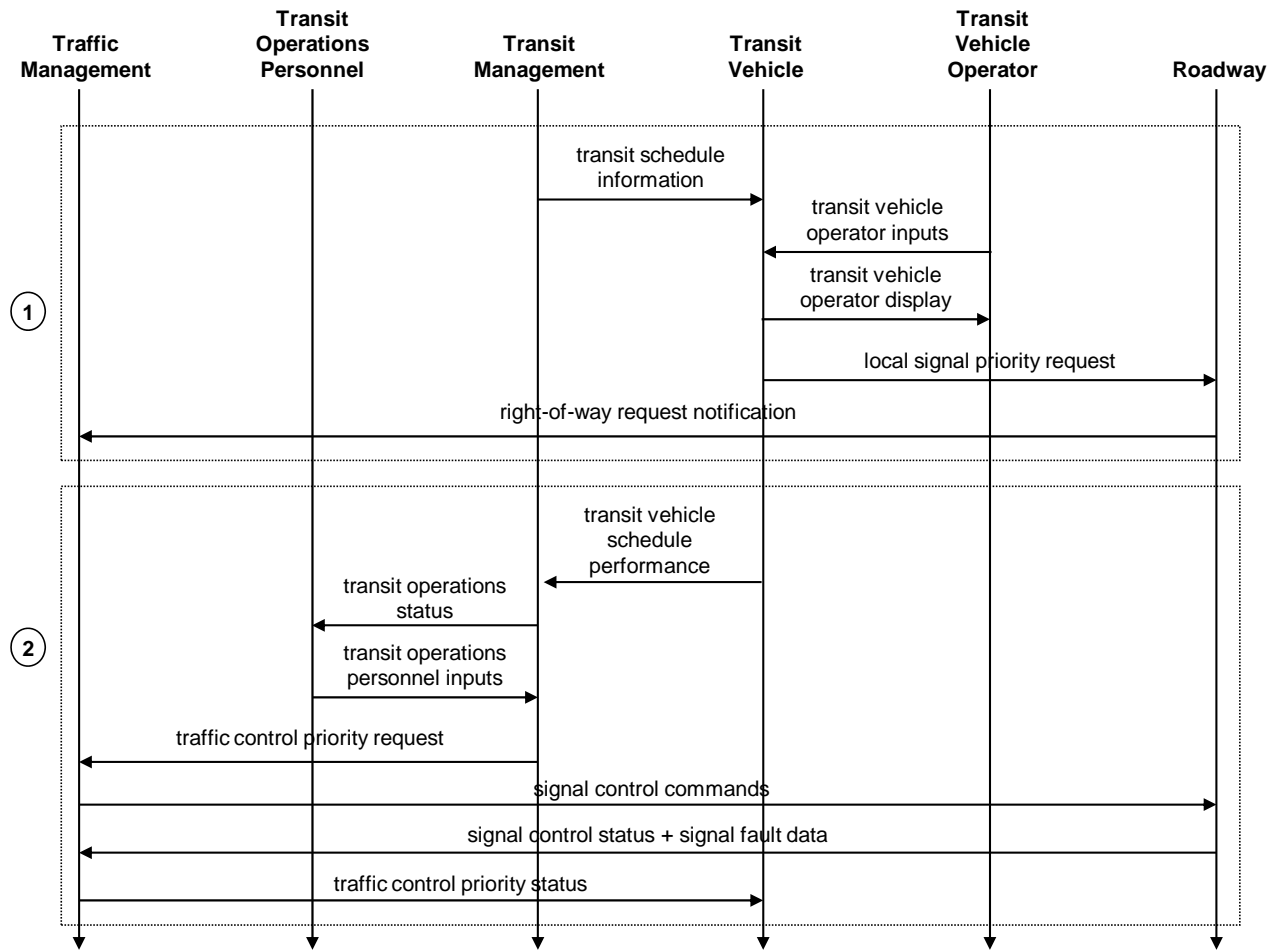 Traffic
Management
Transit
Operations
Personnel
Transit
Management
Transit
Vehicle
Transit
Vehicle
Operator
Roadway
1
transit schedule
information
transit vehicle
operator inputs
transit vehicle
operator display
local signal priority request
right-of-way request notification
2
transit vehicle
schedule
performance
transit operations
status
transit operations
personnel inputs
traffic control priority request
signal control commands
signal control status + signal fault data
traffic control priority status